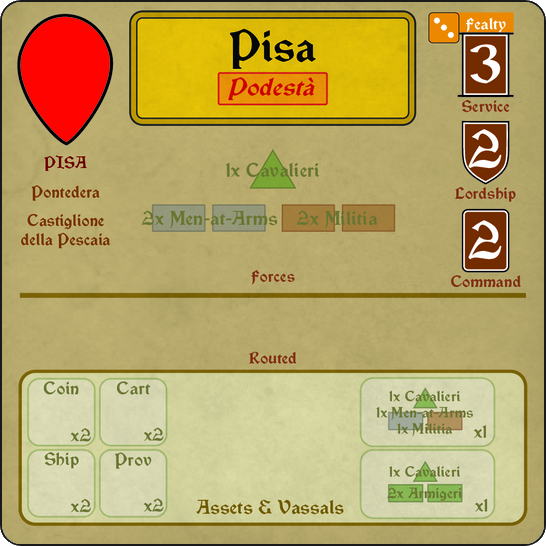 Pisa
Podestà
Fealty
3
Service
2
Lordship
2
Command
PISA
Pontedera
Castiglione
della Pescaia
1x Cavalieri
2x Men-at-Arms 2x Militia
Forces
Routed
Coin
x2
Cart
x2
Ship
x2
Prov
x2
Assets & Vassals
1x Cavalieri
1x Men-at-Arms
1x Militia
x1
1x Cavalieri
2x Armigeri
x1